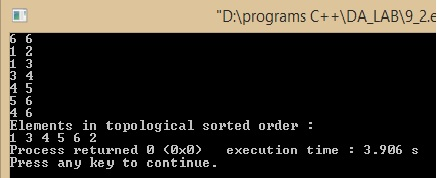 "D:\programs C++\DA_LAB\9_2.e
6 6
1 2
1 3
3 4
4 5
5 6
4 6
Elements in topological sorted order :
1 3 4 5 6 2
Process returned 0 (0x0)   execution time : 3.906 s
Press any key to continue.